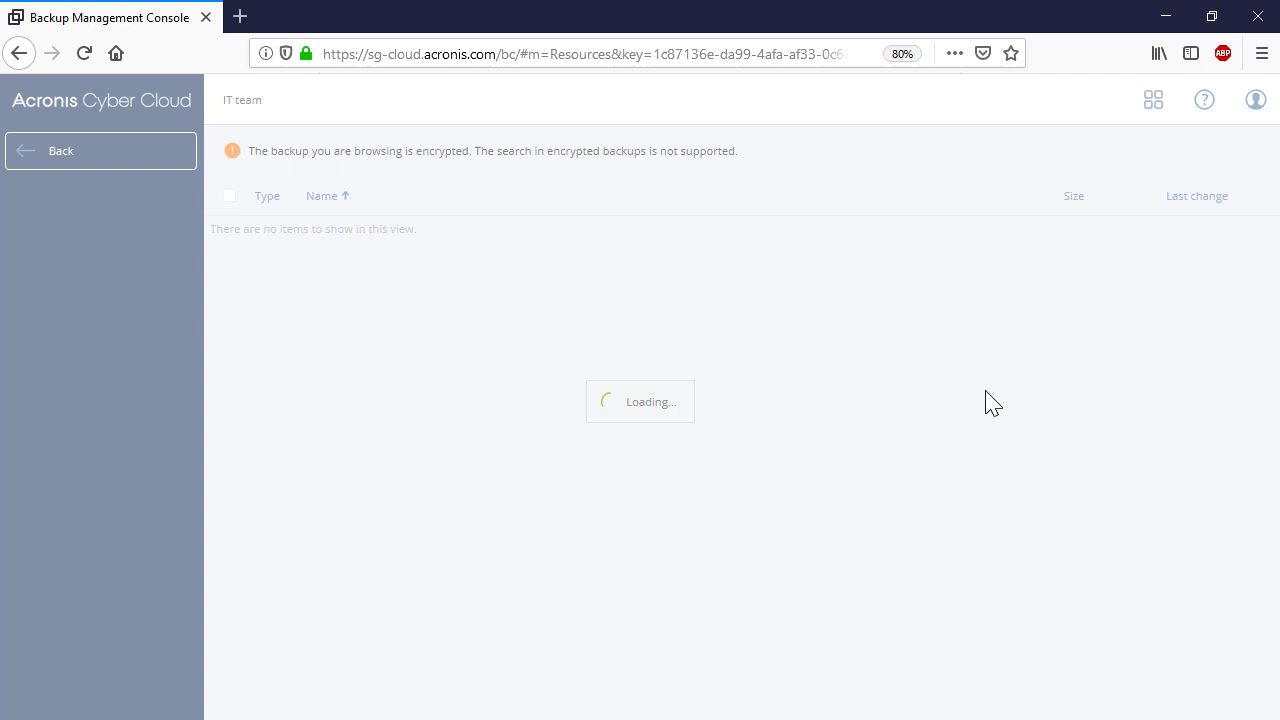 Backup Management Console
https://sg-cloud.acronis.com/bc/#m=Resources&key=1c87136e-da99-4afa-af33-0c6
80%
ABP
Acronis Cyber Cloud
IT team
Back
The backup you are browsing is encrypted. The search in encrypted backups is not supported.
Type Name Size Last change
There are no items to show in this view.
Loading...